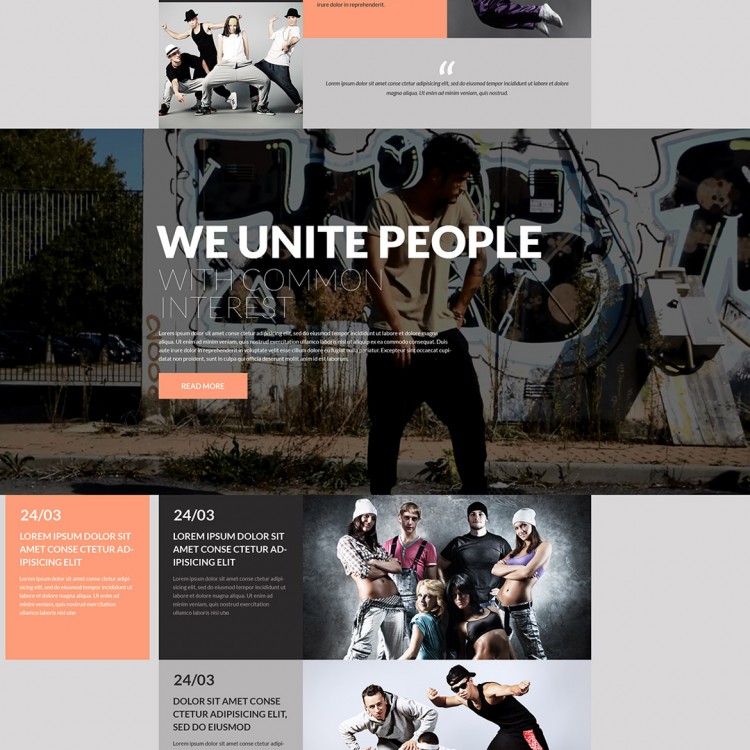 irure dolor in reprehenderit.
“
Lorem ipsum dolor sit amet conse ctetur adipisicing elit, sed do eiusmod tempor incididunt ut labore et dolore
magna aliqua. Ut enim ad minim veniam, quis nostrud.
WE UNITE PEOPLE
WITH COMMON
INTEREST
Lorem ipsum dolor sit amet conse ctetur adipisicing elit, sed do eiusmod tempor incididunt ut labore et dolore magna
aliqua. Ut enim ad minim veniam, quis nostrud exercitation ullamco laboris nisi ut aliquip ex ea commodo consequat. Duis
aute irure dolor in reprehenderit in voluptate velit esse cillum dolore eu fugiat nulla pariatur. Excepteur sint occaecat cupi-
datat non proident, sunt in culpa qui officia deserunt mollit anim id est laborum.
READ MORE
24/03
LOREM IPSUM DOLOR SIT
AMET CONSE CTETUR AD-
IPISICING ELIT
Lorem ipsum dolor sit amet conse ctetur adipi-
sicing elit, sed do eiusmod tempor incididunt
ut labore et dolore magna aliqua. Ut enim ad
minim veniam, quis nostrud exercitation
ullamco laboris nisi ute
24/03
LOREM IPSUM DOLOR SIT
AMET CONSE CTETUR AD-
IPISICING ELIT
Lorem ipsum dolor sit amet conse ctetur adipi-
sicing elit, sed do eiusmod tempor incididunt
ut labore et dolore magna aliqua. Ut enim ad
minim veniam, quis nostrud exercitation
ullamco laboris nisi ute
24/03
DOLOR SIT AMET CONSE
CTETUR ADIPISICING ELIT,
SED DO EIUSMOD
Lorem ipsum dolor sit amet conse ctetur adipi-